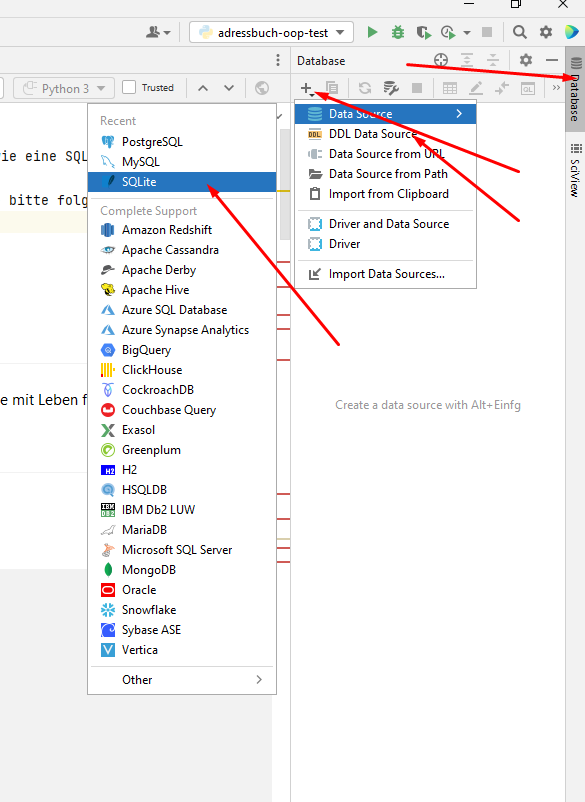 adressbuch-oop-test
Database
Python 3
Trusted
QL
Database
SciView
Data Source
DDL Data Source
Data Source from URL
Data Source from Path
Import from Clipboard
Driver and Data Source
Driver
Import Data Sources...
Create a data source with Alt+Einfg
Recent
PostgreSQL
MySQL
SQLite
Complete Support
Amazon Redshift
Apache Cassandra
Apache Derby
Apache Hive
Azure SQL Database
Azure Synapse Analytics
BigQuery
ClickHouse
CockroachDB
Couchbase Query
Exasol
Greenplum
H2
HSQLDB
IBM Db2 LUW
MariaDB
Microsoft SQL Server
MongoDB
Oracle
Snowflake
Sybase ASE
Vertica
Other
eine SQL
bitte folg
e mit Leben f